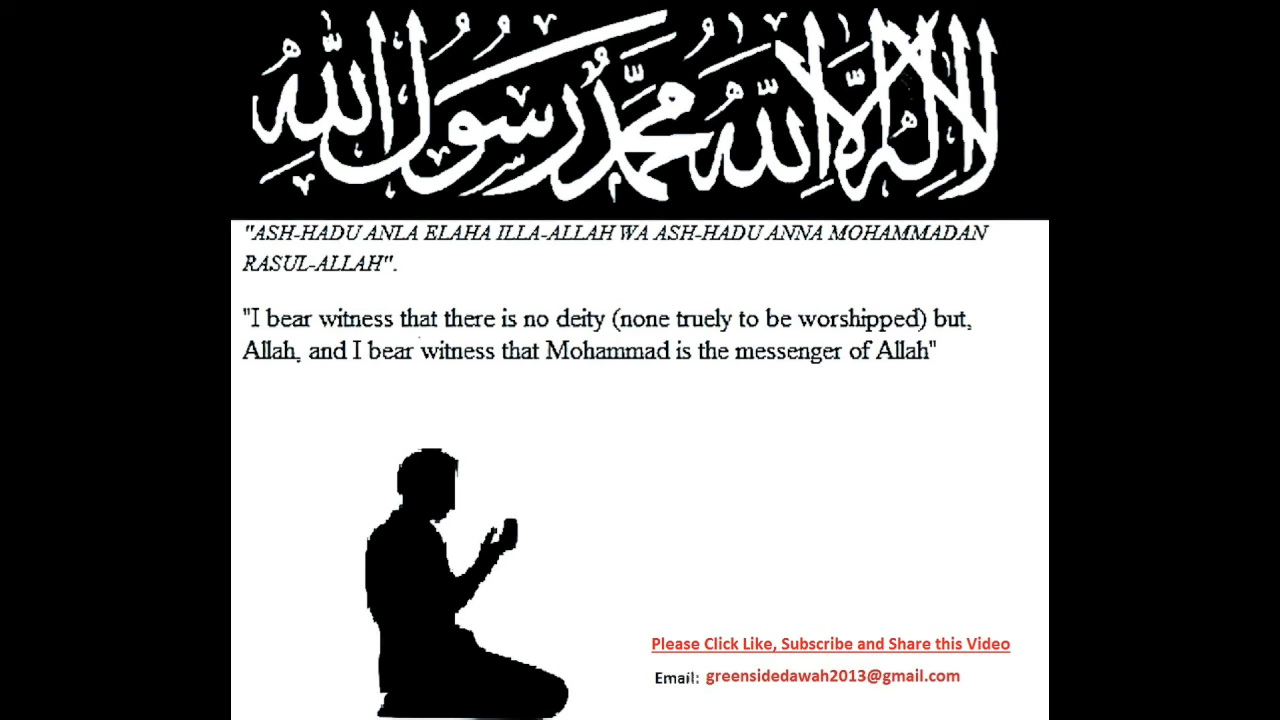 لا إله إلا الله محمد رسول الله
"ASH-HADU ANLA ELAHA ILLA-ALLAH WA ASH-HADU ANNA MOHAMMADAN
RASUL-ALLAH".
"I bear witness that there is no deity (none truely to be worshipped) but,
Allah, and I bear witness that Mohammad is the messenger of Allah"
Please Click Like, Subscribe and Share this Video
Email: greensidedawah2013@gmail.com